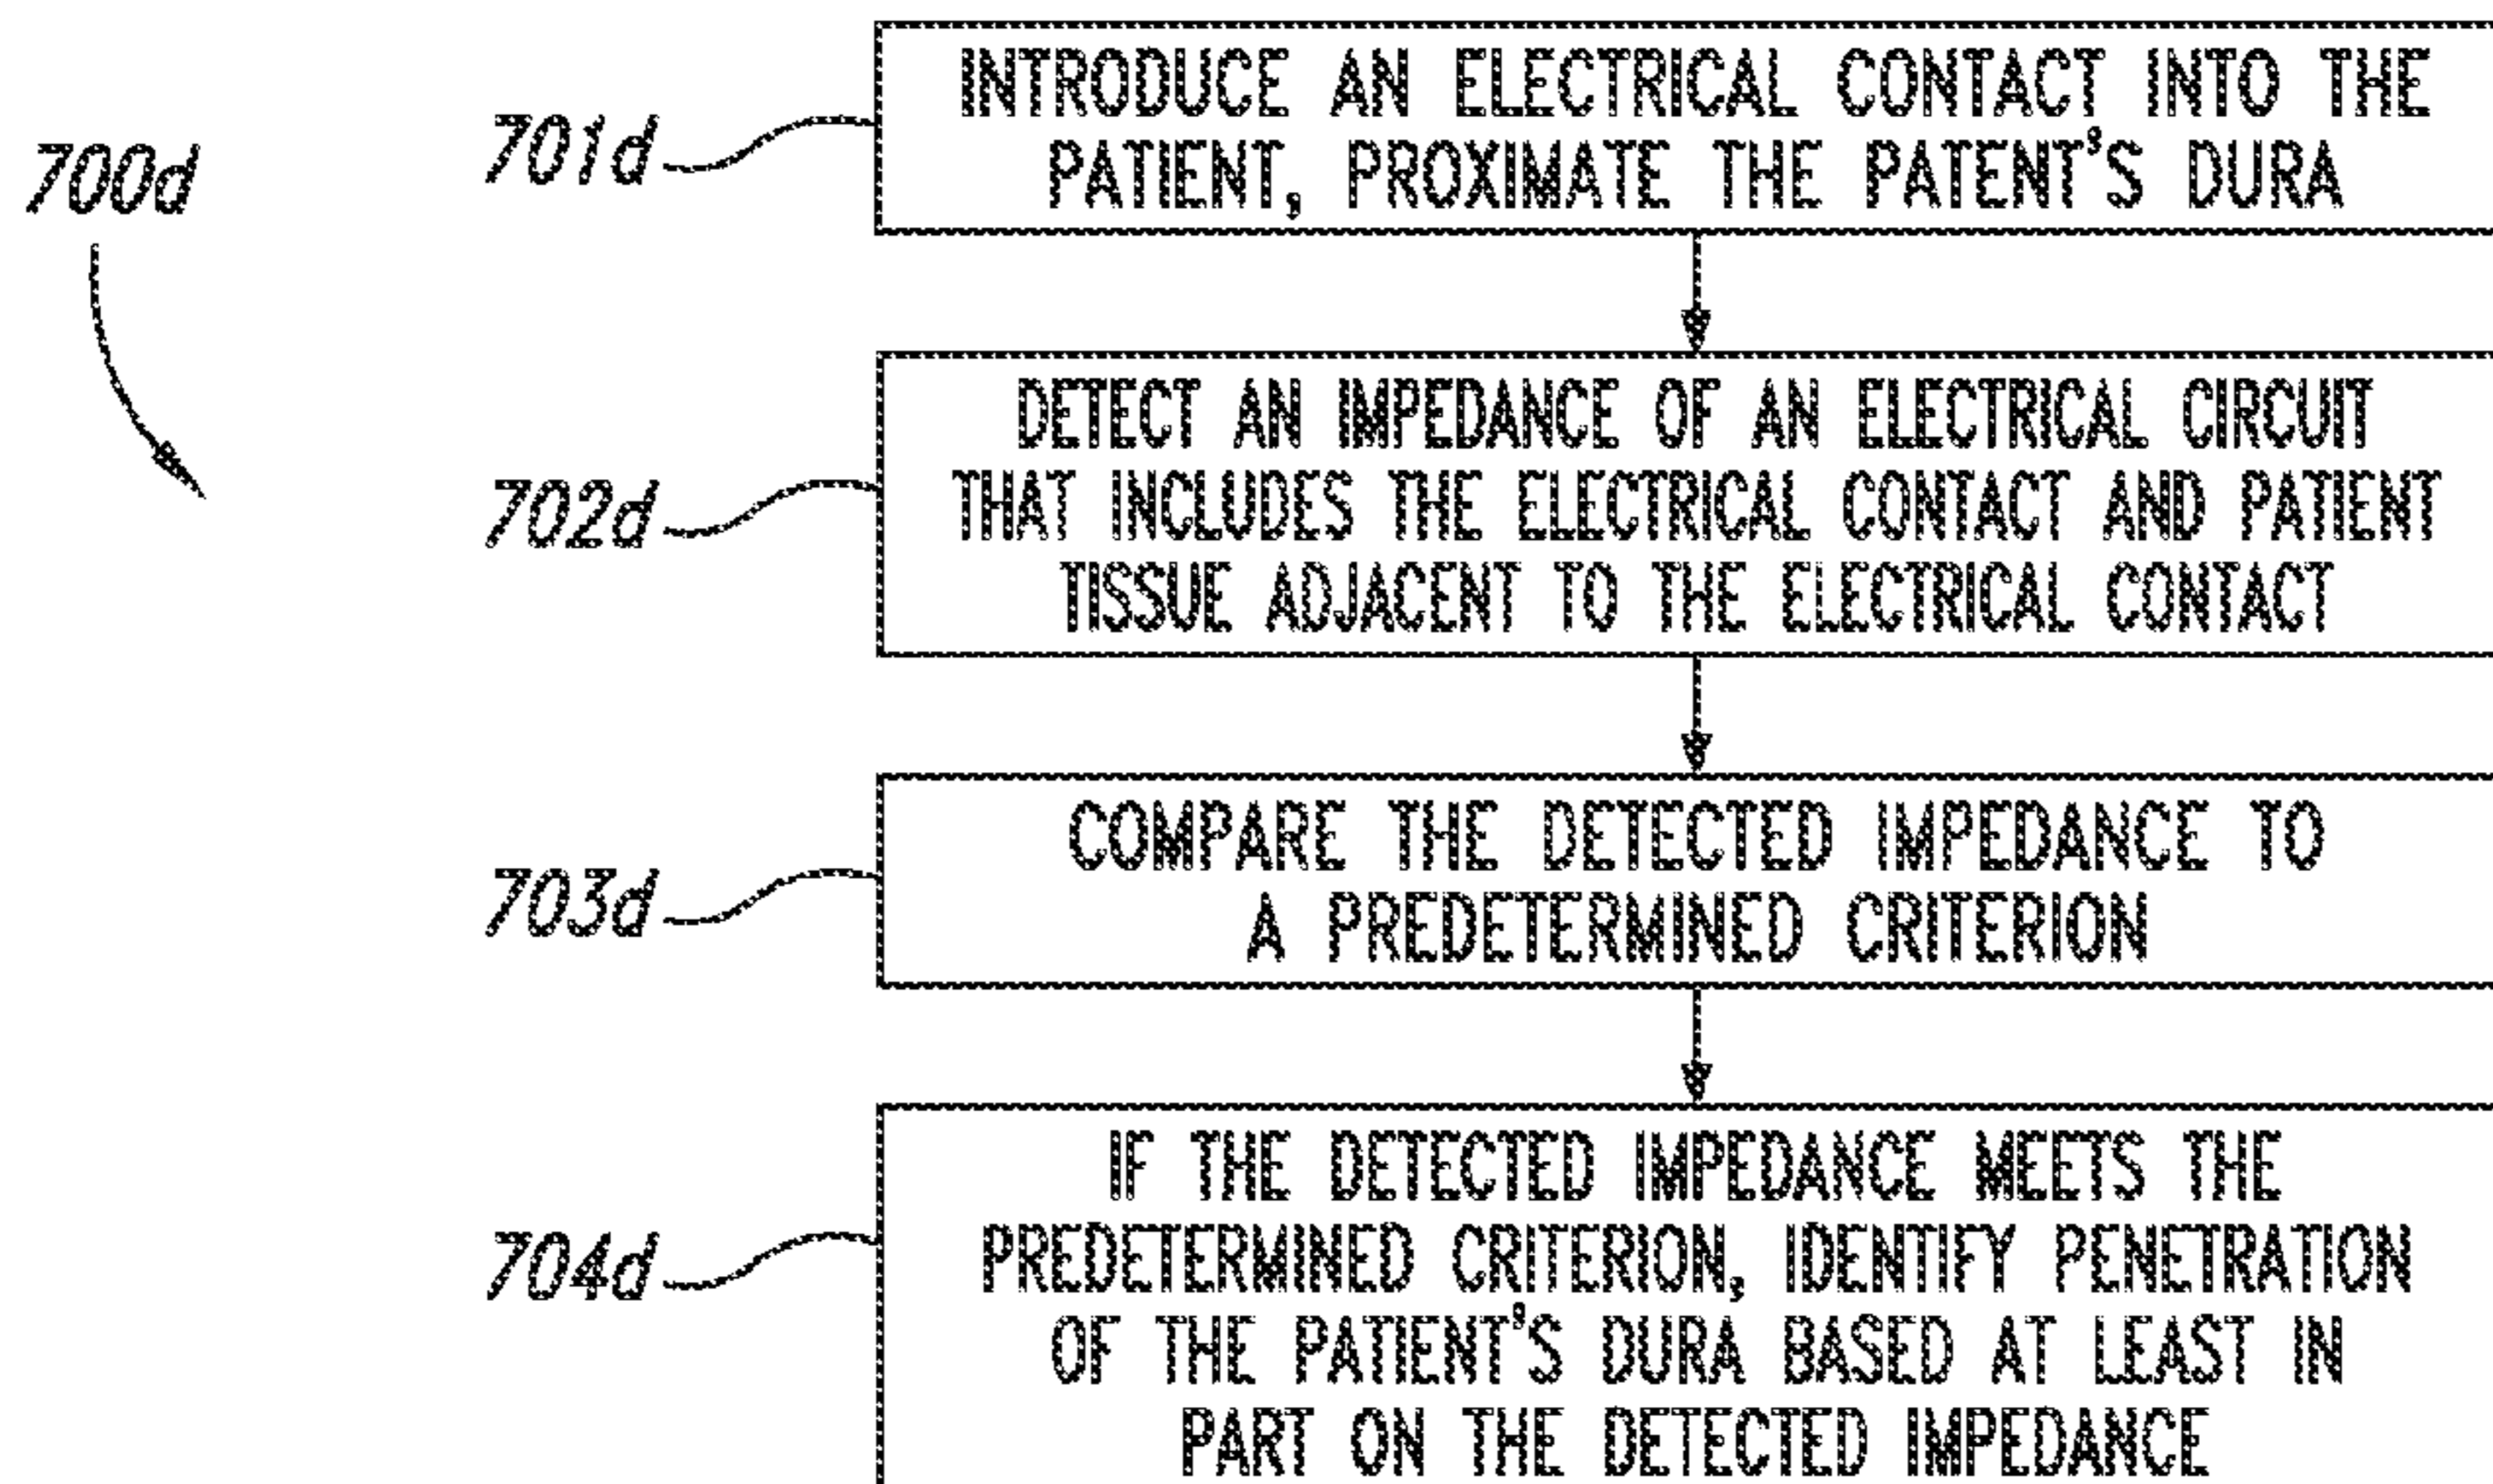 700d
701d
INTRODUCE AN ELECTRICAL CONTACT INTO THE
PATIENT, PROXIMATE THE PATENT'S DURA
702d
DETECT AN IMPEDANCE OF AN ELECTRICAL CIRCUIT
THAT INCLUDES THE ELECTRICAL CONTACT AND PATIENT
TISSUE ADJACENT TO THE ELECTRICAL CONTACT
703d
COMPARE THE DETECTED IMPEDANCE TO
A PREDETERMINED CRITERION
704d
IF THE DETECTED IMPEDANCE MEETS THE
PREDETERMINED CRITERION, IDENTIFY PENETRATION
OF THE PATIENT'S DURA BASED AT LEAST IN
PART ON THE DETECTED IMPEDANCE